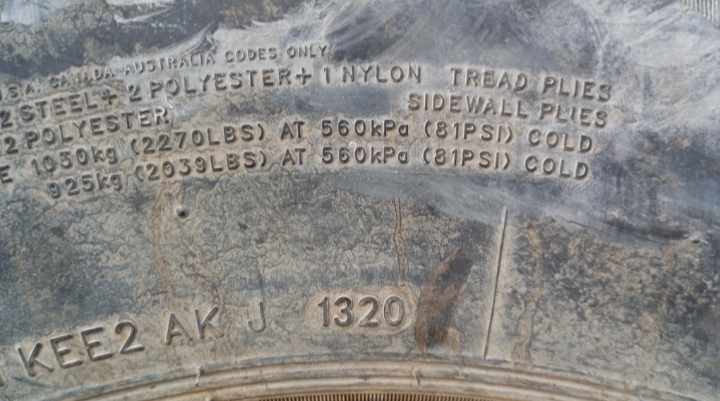 U.S.A. CANADA AUSTRALIA CODES ONLY
2 STEEL + 2 POLYESTER + 1 NYLON TREAD PLIES
2 POLYESTER SIDEWALL PLIES
E 1030kg (2270LBS) AT 560kPa (81PSI) COLD
925kg (2039LBS) AT 560kPa (81PSI) COLD
KEE2 AK J 1320